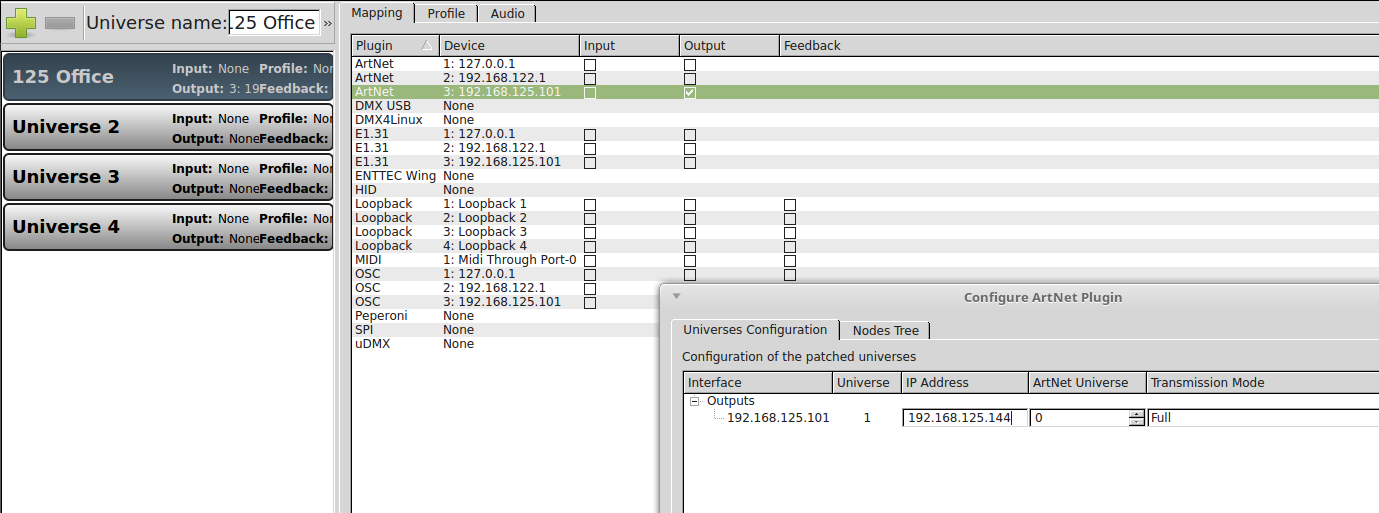 Universe name: .25 Office »
125 Office
Input: None Profile: Nor
Output: 3: 19 Feedback:
Universe 2
Input: None Profile: Nor
Output: None Feedback:
Universe 3
Input: None Profile: Nor
Output: None Feedback:
Universe 4
Input: None Profile: Nor
Output: None Feedback:
Mapping Profile Audio
Plugin Device Input Output Feedback
ArtNet 1: 127.0.0.1
ArtNet 2: 192.168.122.1
ArtNet 3: 192.168.125.101
DMX USB None
DMX4Linux None
E1.31 1: 127.0.0.1
E1.31 2: 192.168.122.1
E1.31 3: 192.168.125.101
ENTTEC Wing None
HID None
Loopback 1: Loopback 1
Loopback 2: Loopback 2
Loopback 3: Loopback 3
Loopback 4: Loopback 4
MIDI 1: Midi Through Port-0
OSC 1: 127.0.0.1
OSC 2: 192.168.122.1
OSC 3: 192.168.125.101
Peperoni None
SPI None
uDMX None
Configure ArtNet Plugin
Universes Configuration Nodes Tree
Configuration of the patched universes
Interface Universe IP Address ArtNet Universe Transmission Mode
Outputs
192.168.125.101 1 192.168.125.144 0 Full